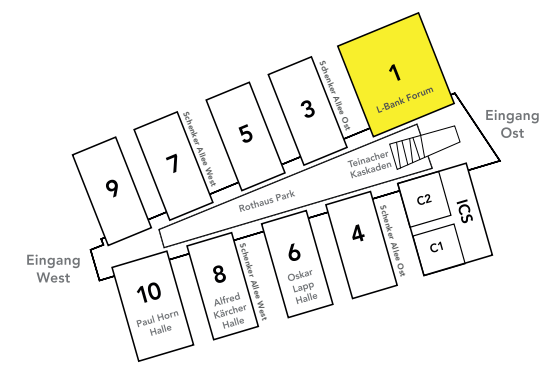 1
L-Bank Forum
Schenker Allee Ost
3
Eingang
Ost
Schenker Allee West
5
7
9
Teinacher
Kaskaden
Rothaus Park
C2
ICS
C1
Schenker Allee Ost
4
6
Oskar
Lapp
Halle
Schenker Allee West
8
Alfred
Kärcher
Halle
Eingang
West
10
Paul Horn
Halle